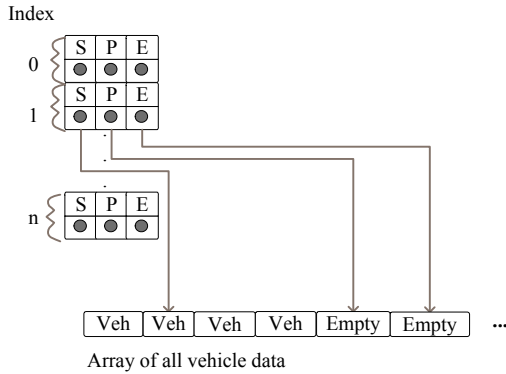 Index
S P E
0
S P E
1
.
.
.
S P E
n
Veh Veh Veh Veh Empty Empty ...
Array of all vehicle data